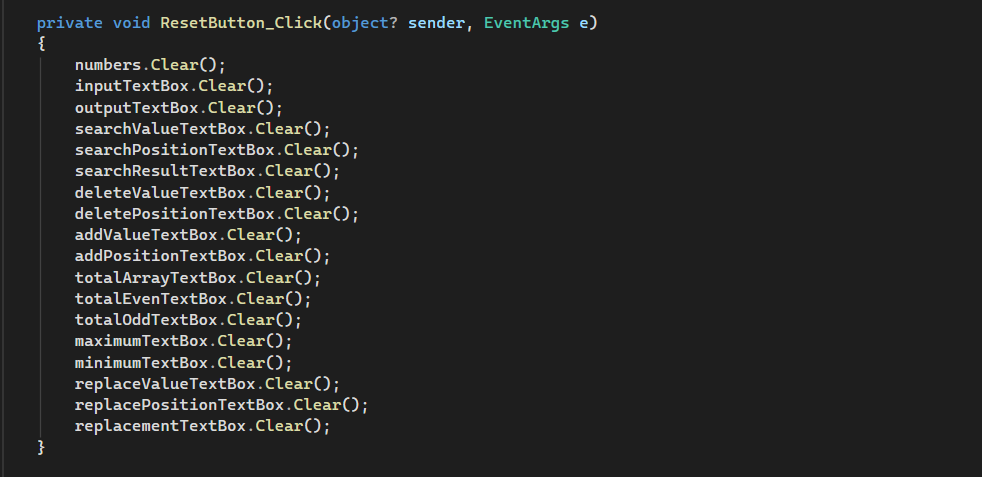 private void ResetButton_Click(object? sender, EventArgs e)
{
numbers.Clear();
inputTextBox.Clear();
outputTextBox.Clear();
searchValueTextBox.Clear();
searchPositionTextBox.Clear();
searchResultTextBox.Clear();
deleteValueTextBox.Clear();
deletePositionTextBox.Clear();
addValueTextBox.Clear();
addPositionTextBox.Clear();
totalArrayTextBox.Clear();
totalEvenTextBox.Clear();
totalOddTextBox.Clear();
maximumTextBox.Clear();
minimumTextBox.Clear();
replaceValueTextBox.Clear();
replacePositionTextBox.Clear();
replacementTextBox.Clear();
}